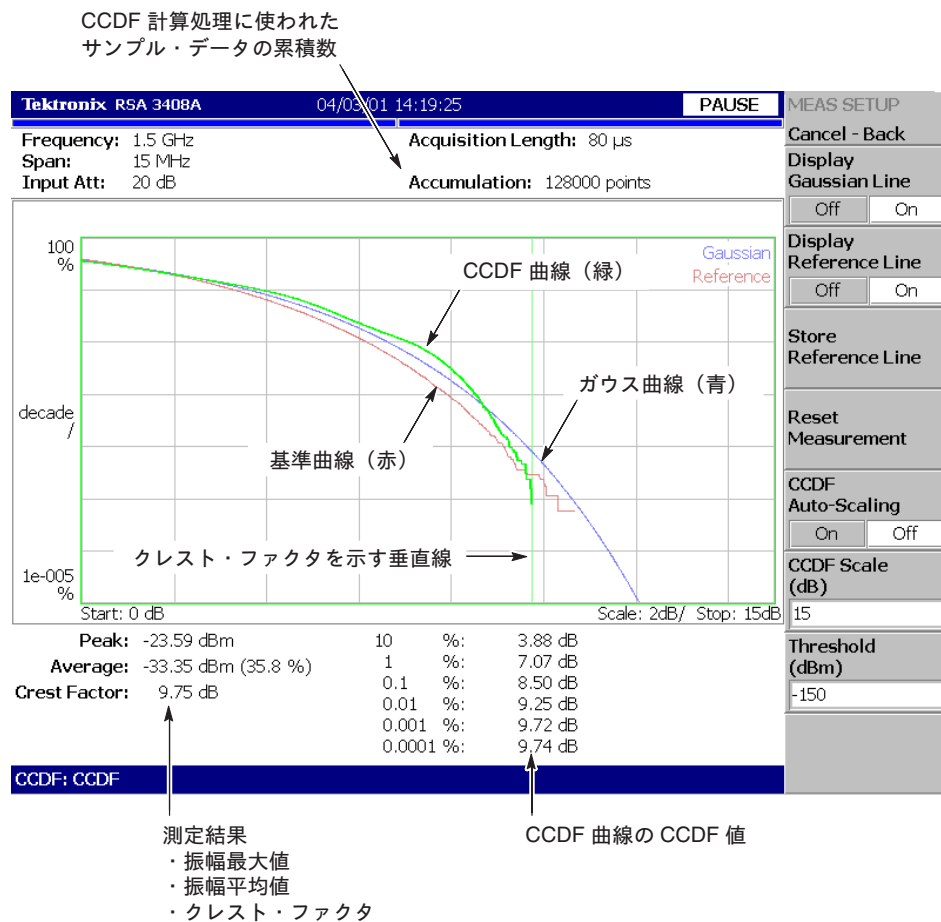 CCDF 計算処理に使われた
サンプル・データの累積数
Tektronix RSA 3408A 04/03/01 14:19:25 PAUSE
Frequency: 1.5 GHz Acquisition Length: 80 µs
Span: 15 MHz
Input Att: 20 dB Accumulation: 128000 points
MEAS SETUP
Cancel - Back
Display
Gaussian Line
Off On
Display
Reference Line
Off On
Store
Reference Line
Reset
Measurement
CCDF
Auto-Scaling
On Off
CCDF Scale
(dB)
15
Threshold
(dBm)
-150
100
%
Gaussian
Reference
CCDF 曲線（緑）
ガウス曲線（青）
decade
/
基準曲線（赤）
クレスト・ファクタを示す垂直線
1e-005
%
Start: 0 dB Scale: 2dB/ Stop: 15dB
Peak: -23.59 dBm
Average: -33.35 dBm (35.8 %)
Crest Factor: 9.75 dB
10 %: 3.88 dB
1 %: 7.07 dB
0.1 %: 8.50 dB
0.01 %: 9.25 dB
0.001 %: 9.72 dB
0.0001 %: 9.74 dB
CCDF: CCDF
測定結果
・振幅最大値
・振幅平均値
・クレスト・ファクタ
CCDF 曲線の CCDF 値